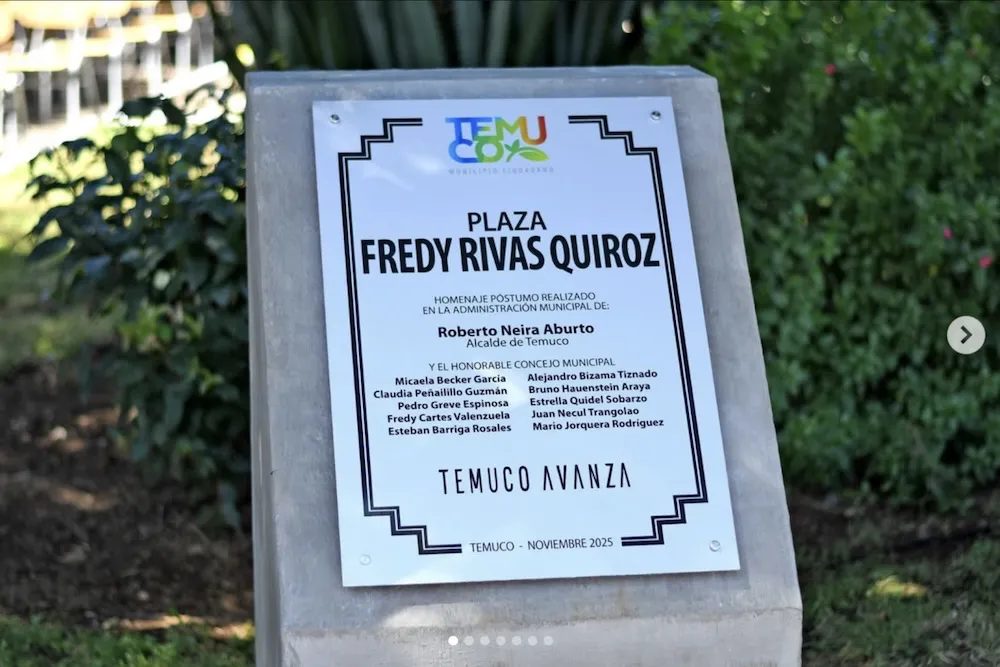 TEMU
CO
MUNICIPIO CIUDADANO
PLAZA
FREDY RIVAS QUIROZ
HOMENAJE PÓSTUMO REALIZADO
EN LA ADMINISTRACIÓN MUNICIPAL DE:
Roberto Neira Aburto
Alcalde de Temuco
Y EL HONORABLE CONCEJO MUNICIPAL
Micaela Becker García
Claudia Peñailillo Guzmán
Pedro Greve Espinosa
Fredy Cartes Valenzuela
Esteban Barriga Rosales
Alejandro Bizama Tiznado
Bruno Hauenstein Araya
Estrella Quidel Sobarzo
Juan Necul Trangolao
Mario Jorquera Rodríguez
TEMUCO AVANZA
TEMUCO - NOVIEMBRE 2025